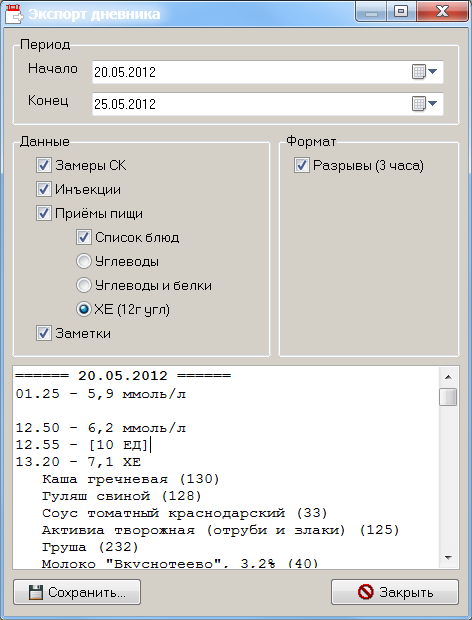 Экспорт дневника
Период
Начало 20.05.2012
Конец 25.05.2012
Данные
Замеры СК
Инъекции
Приёмы пищи
Список блюд
Углеводы
Углеводы и белки
ХЕ (12г угл)
Заметки
Формат
Разрывы (3 часа)
====== 20.05.2012 ======
01.25 - 5,9 ммоль/л
12.50 - 6,2 ммоль/л
12.55 - [10 ЕД]
13.20 - 7,1 ХЕ
Каша гречневая (130)
Гуляш свиной (128)
Соус томатный краснодарский (33)
Активиа творожная (отруби и злаки) (125)
Груша (232)
Молоко "Вкуснотеево", 3,2% (40)
Сохранить...
Закрыть